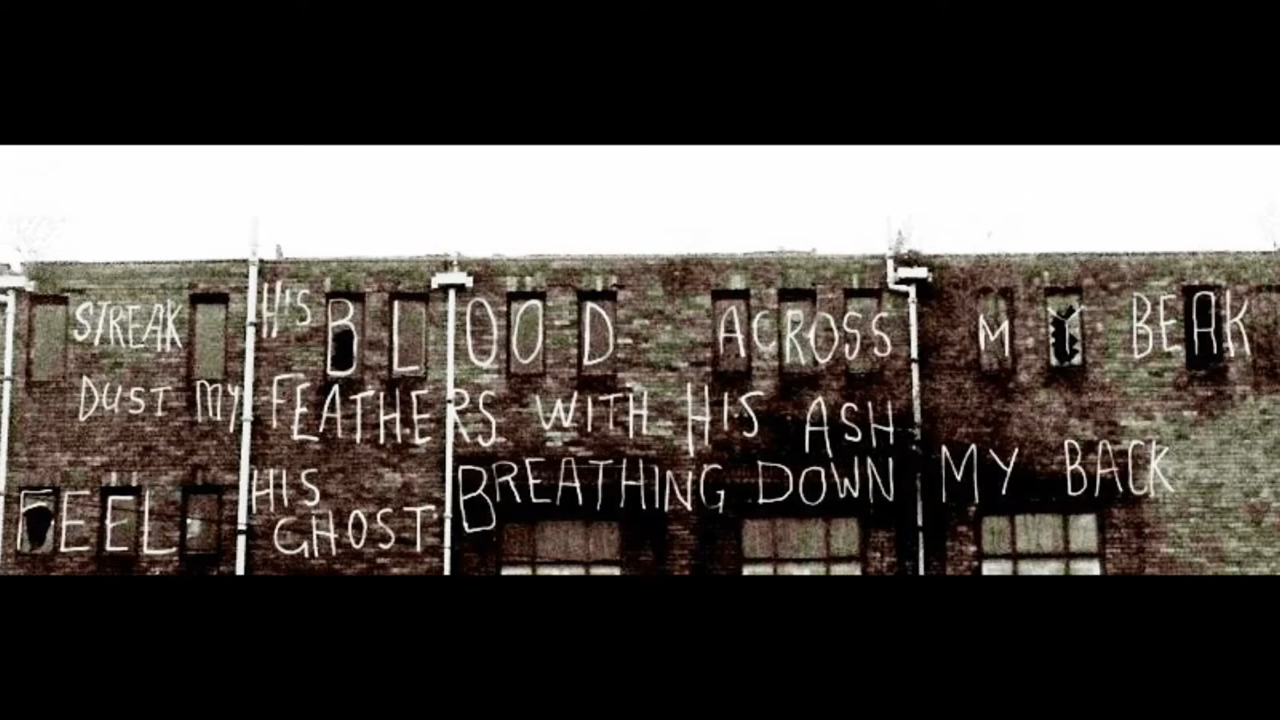 STREAK HIS BLOOD ACROSS MY BEAK
DUST MY FEATHERS WITH HIS ASH
FEEL HIS GHOST BREATHING DOWN MY BACK